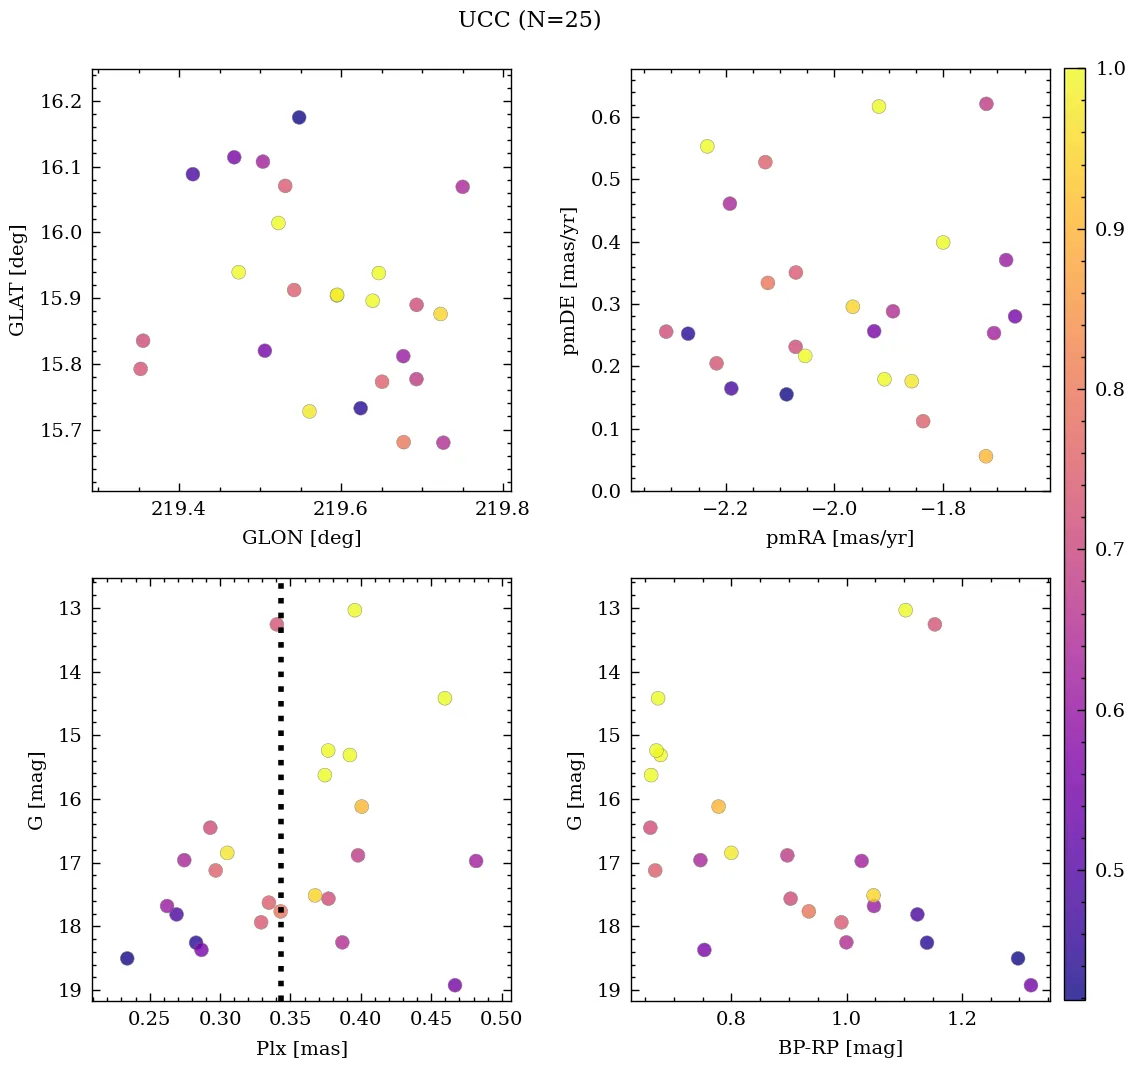 UCC (N=25)
16.2
16.1
16.0
15.9
15.8
15.7
GLAT [deg]
219.4 219.6 219.8
GLON [deg]
0.6
0.5
0.4
0.3
0.2
0.1
0.0
pmDE [mas/yr]
−2.2 −2.0 −1.8
pmRA [mas/yr]
13
14
15
16
17
18
19
G [mag]
0.25 0.30 0.35 0.40 0.45 0.50
Plx [mas]
13
14
15
16
17
18
19
G [mag]
0.8 1.0 1.2
BP-RP [mag]
1.0
0.9
0.8
0.7
0.6
0.5